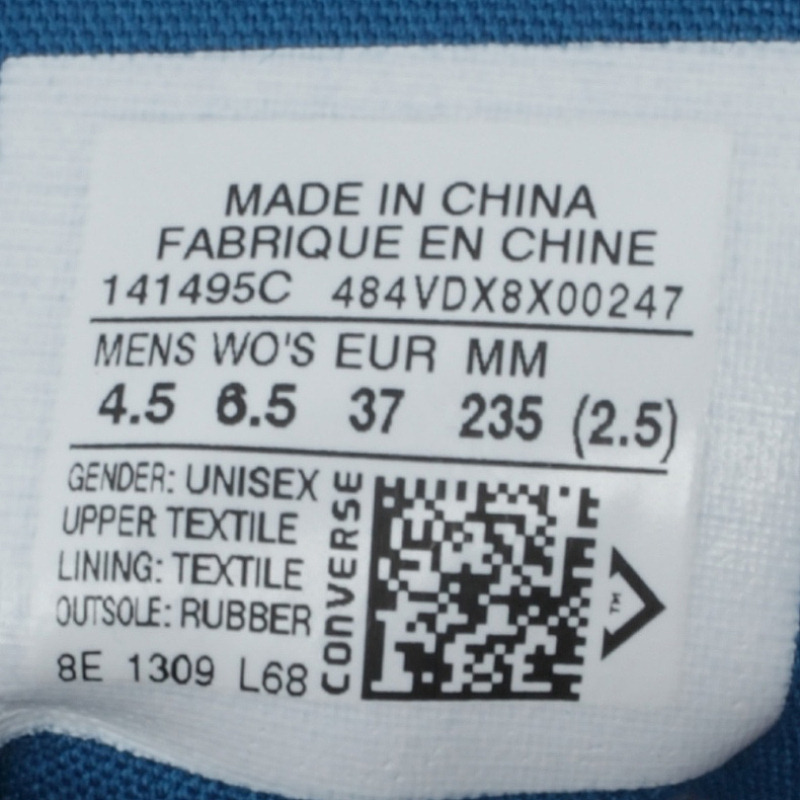 MADE IN CHINA
FABRIQUE EN CHINE
141495C 484VDX8X00247
MENS WO'S EUR MM
4.5 6.5 37 235 (2.5)
GENDER: UNISEX
UPPER TEXTILE
LINING: TEXTILE
OUTSOLE: RUBBER
8E 1309 L68
CONVERSE
TM